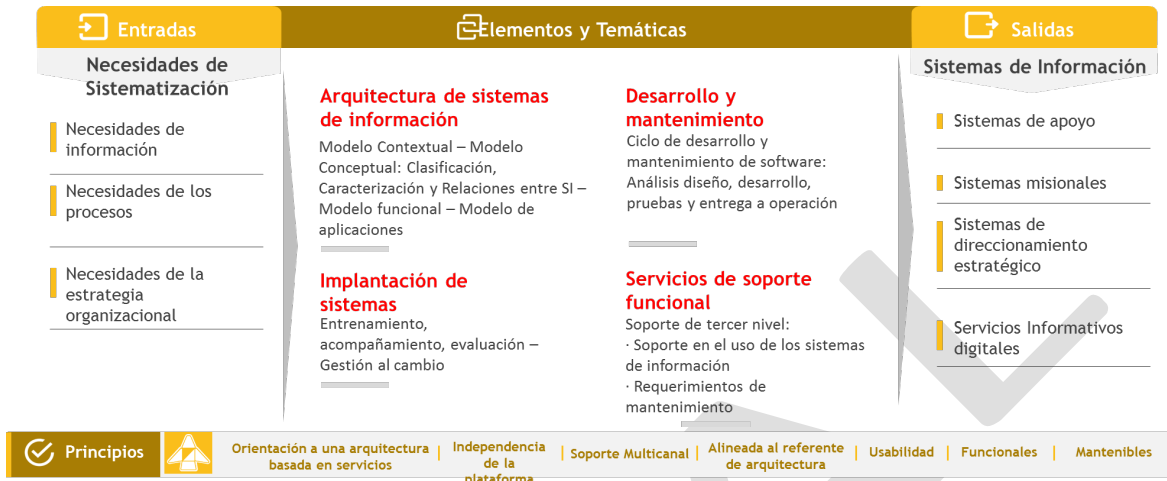 Entradas
Elementos y Temáticas
Salidas
Necesidades de
Sistematización
Necesidades de
información
Necesidades de los
procesos
Necesidades de la
estrategia
organizacional
Arquitectura de sistemas
de información
Modelo Contextual – Modelo
Conceptual: Clasificación,
Caracterización y Relaciones entre SI –
Modelo funcional – Modelo de
aplicaciones
Implantación de
sistemas
Entrenamiento,
acompañamiento, evaluación –
Gestión al cambio
Desarrollo y
mantenimiento
Ciclo de desarrollo y
mantenimiento de software:
Análisis diseño, desarrollo,
pruebas y entrega a operación
Servicios de soporte
funcional
Soporte de tercer nivel:
· Soporte en el uso de los sistemas
de información
· Requerimientos de
mantenimiento
Sistemas de Información
Sistemas de apoyo
Sistemas misionales
Sistemas de
direccionamiento
estratégico
Servicios Informativos
digitales
Principios
Orientación a una arquitectura
basada en servicios
Independencia
de la
plataforma
Soporte Multicanal
Alineada al referente
de arquitectura
Usabilidad
Funcionales
Mantenibles